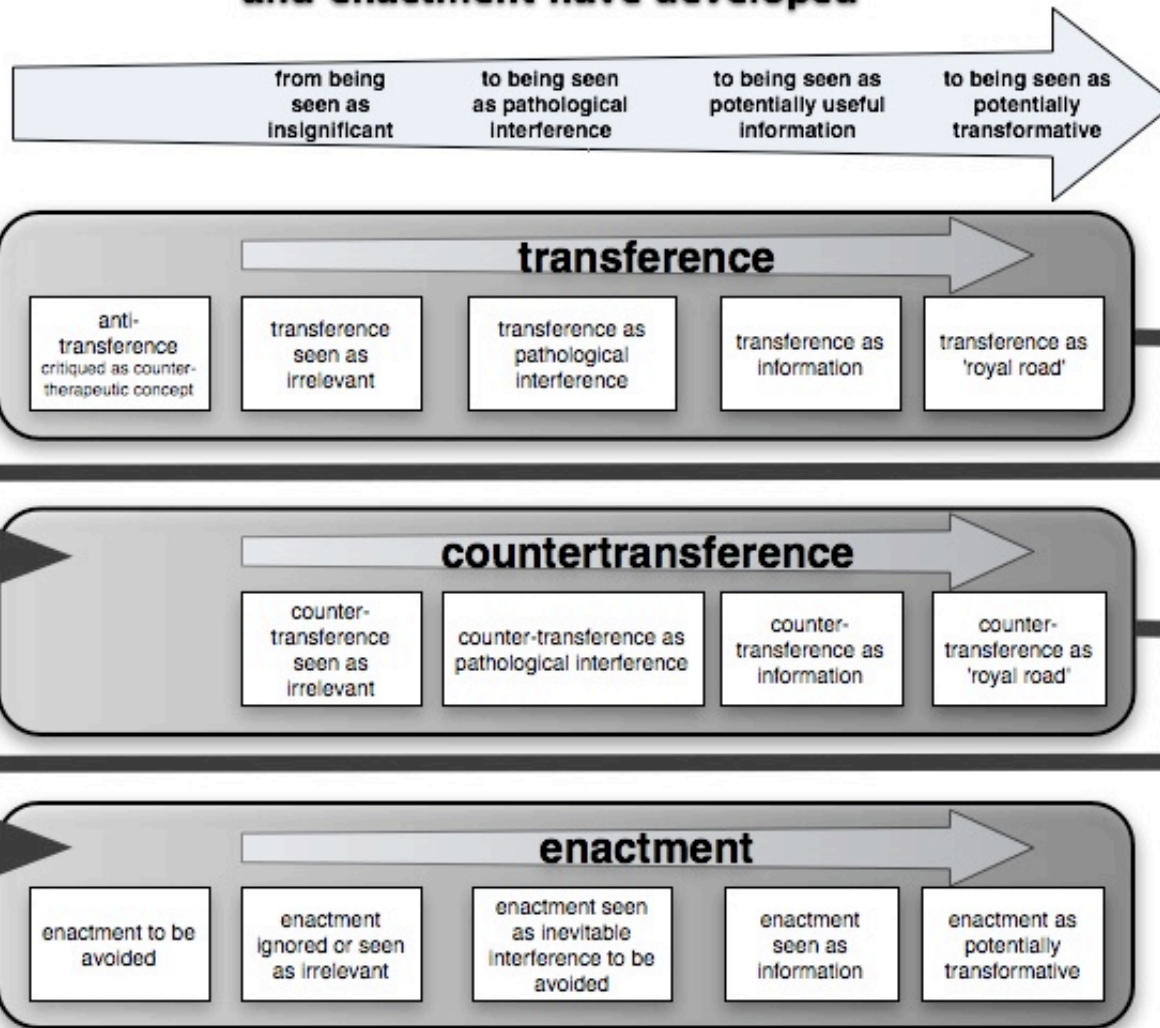 and enactment have developed
from being
seen as
insignificant
to being seen
as pathological
interference
to being seen as
potentially useful
information
to being seen as
potentially
transformative
transference
anti-
transference
critiqued as counter-
therapeutic concept
transference
seen as
irrelevant
transference as
pathological
interference
transference as
information
transference as
'royal road'
countertransference
counter-
transference
seen as
irrelevant
counter-transference as
pathological interference
counter-
transference as
information
counter-
transference as
'royal road'
enactment
enactment to be
avoided
enactment
ignored or seen
as irrelevant
enactment seen
as inevitable
interference to be
avoided
enactment
seen as
information
enactment as
potentially
transformative